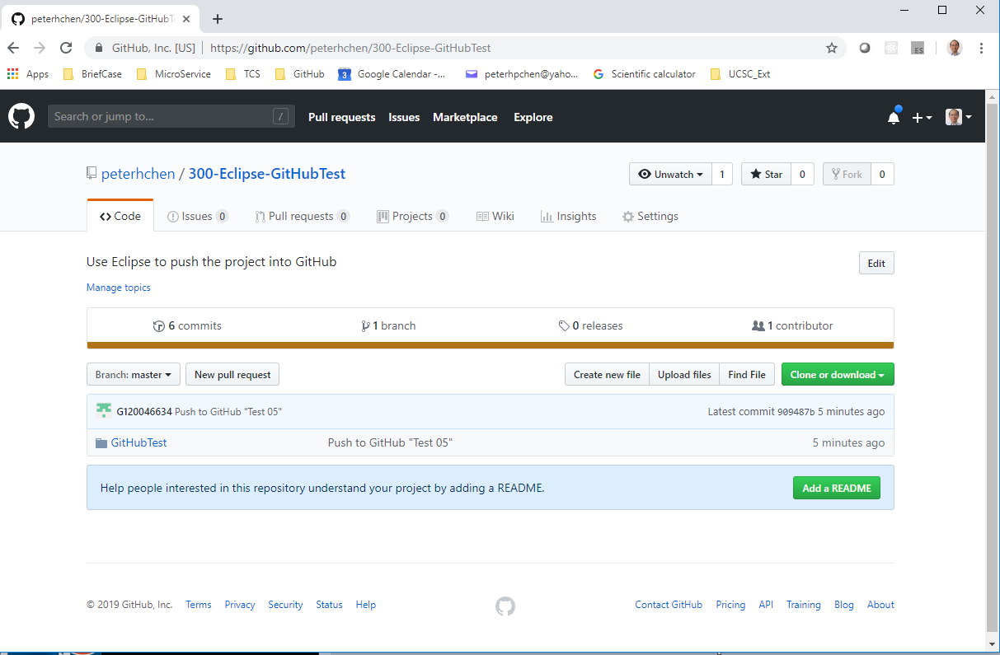 peterhchen/300-Eclipse-GitHubT
GitHub, Inc. [US] https://github.com/peterhchen/300-Eclipse-GitHubTest
ES
Apps BriefCase MicroService TCS GitHub 3 Google Calendar -... peterhpchen@yaho... Scientific calculator UCSC_Ext
Search or jump to... / Pull requests Issues Marketplace Explore
peterhchen / 300-Eclipse-GitHubTest Unwatch 1 Star 0 Fork 0
Code Issues 0 Pull requests 0 Projects 0 Wiki Insights Settings
Use Eclipse to push the project into GitHub Edit
Manage topics
6 commits 1 branch 0 releases 1 contributor
Branch: master New pull request Create new file Upload files Find File Clone or download
G120046634 Push to GitHub "Test 05" Latest commit 909487b 5 minutes ago
GitHubTest Push to GitHub "Test 05" 5 minutes ago
Help people interested in this repository understand your project by adding a README. Add a README
© 2019 GitHub, Inc. Terms Privacy Security Status Help Contact GitHub Pricing API Training Blog About